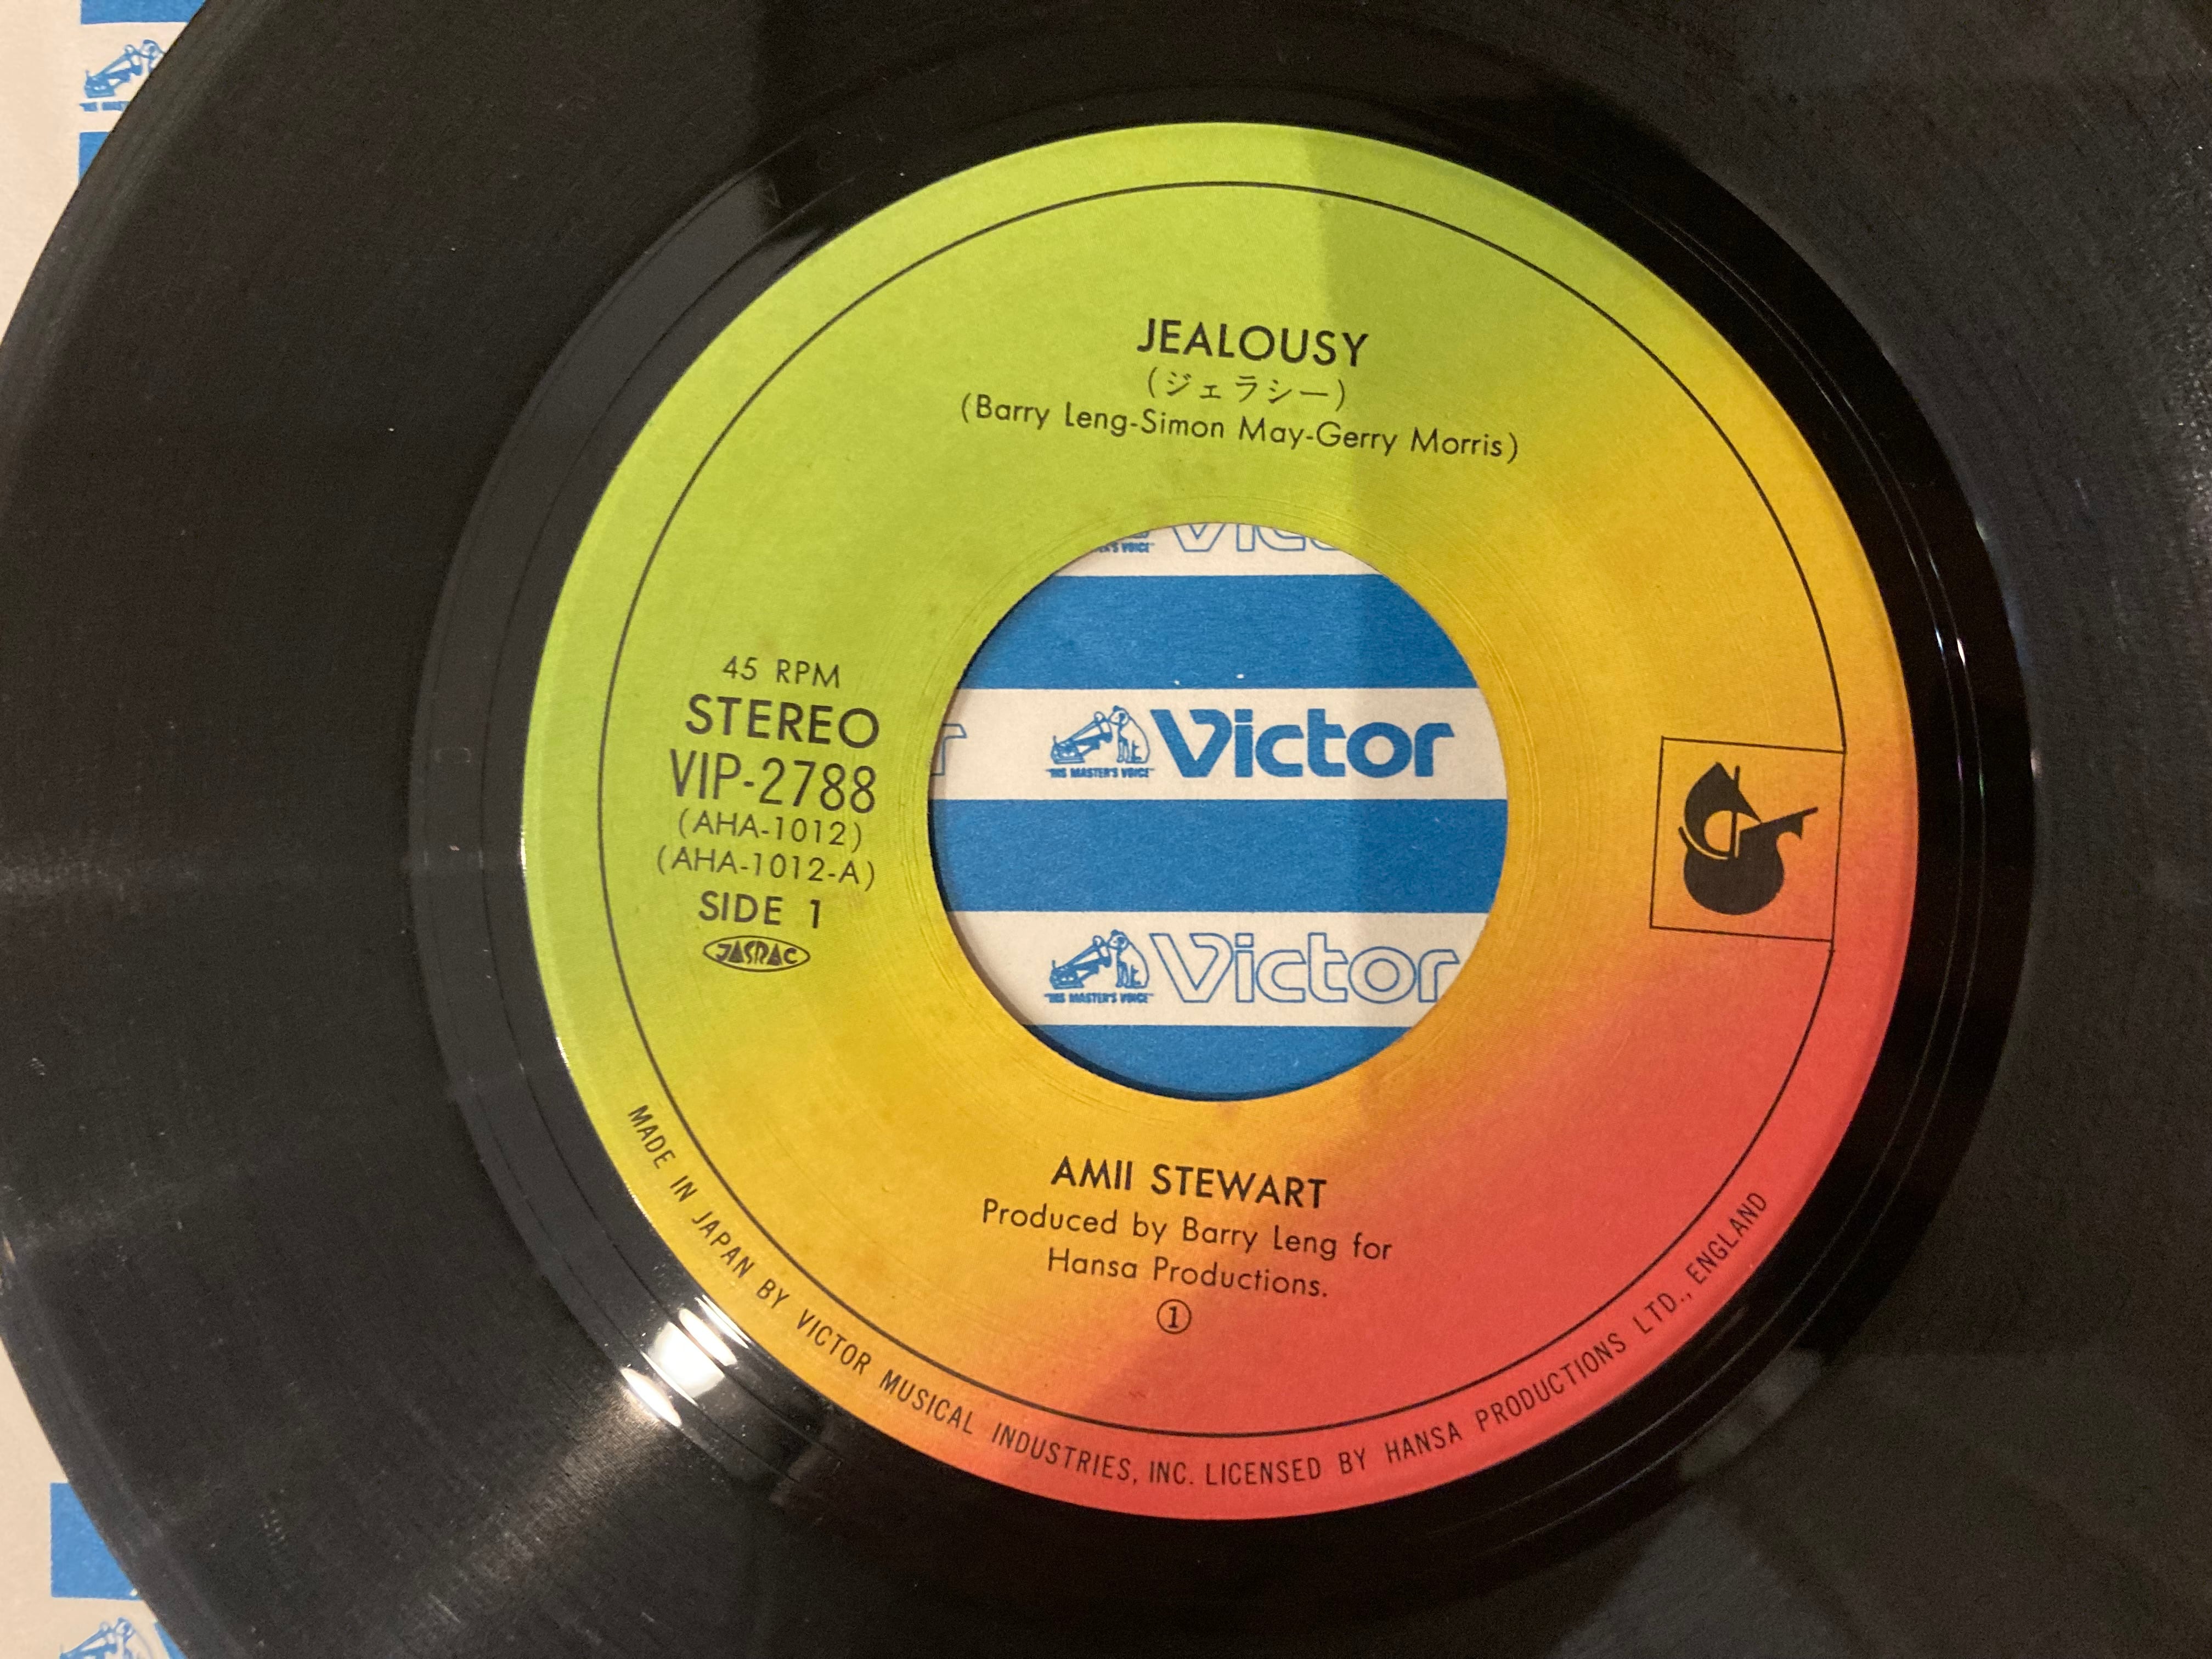 JEALOUSY
(ジェラシー)
(Barry Leng-Simon May-Gerry Morris)
45 RPM
STEREO
VIP-2788
(AHA-1012)
(AHA-1012-A)
SIDE 1
JASRAC
"HIS MASTER'S VOICE" Victor
"HIS MASTER'S VOICE" Victor
AMII STEWART
Produced by Barry Leng for
Hansa Productions.
①
MADE IN JAPAN BY VICTOR MUSICAL INDUSTRIES, INC. LICENSED BY HANSA PRODUCTIONS LTD., ENGLAND